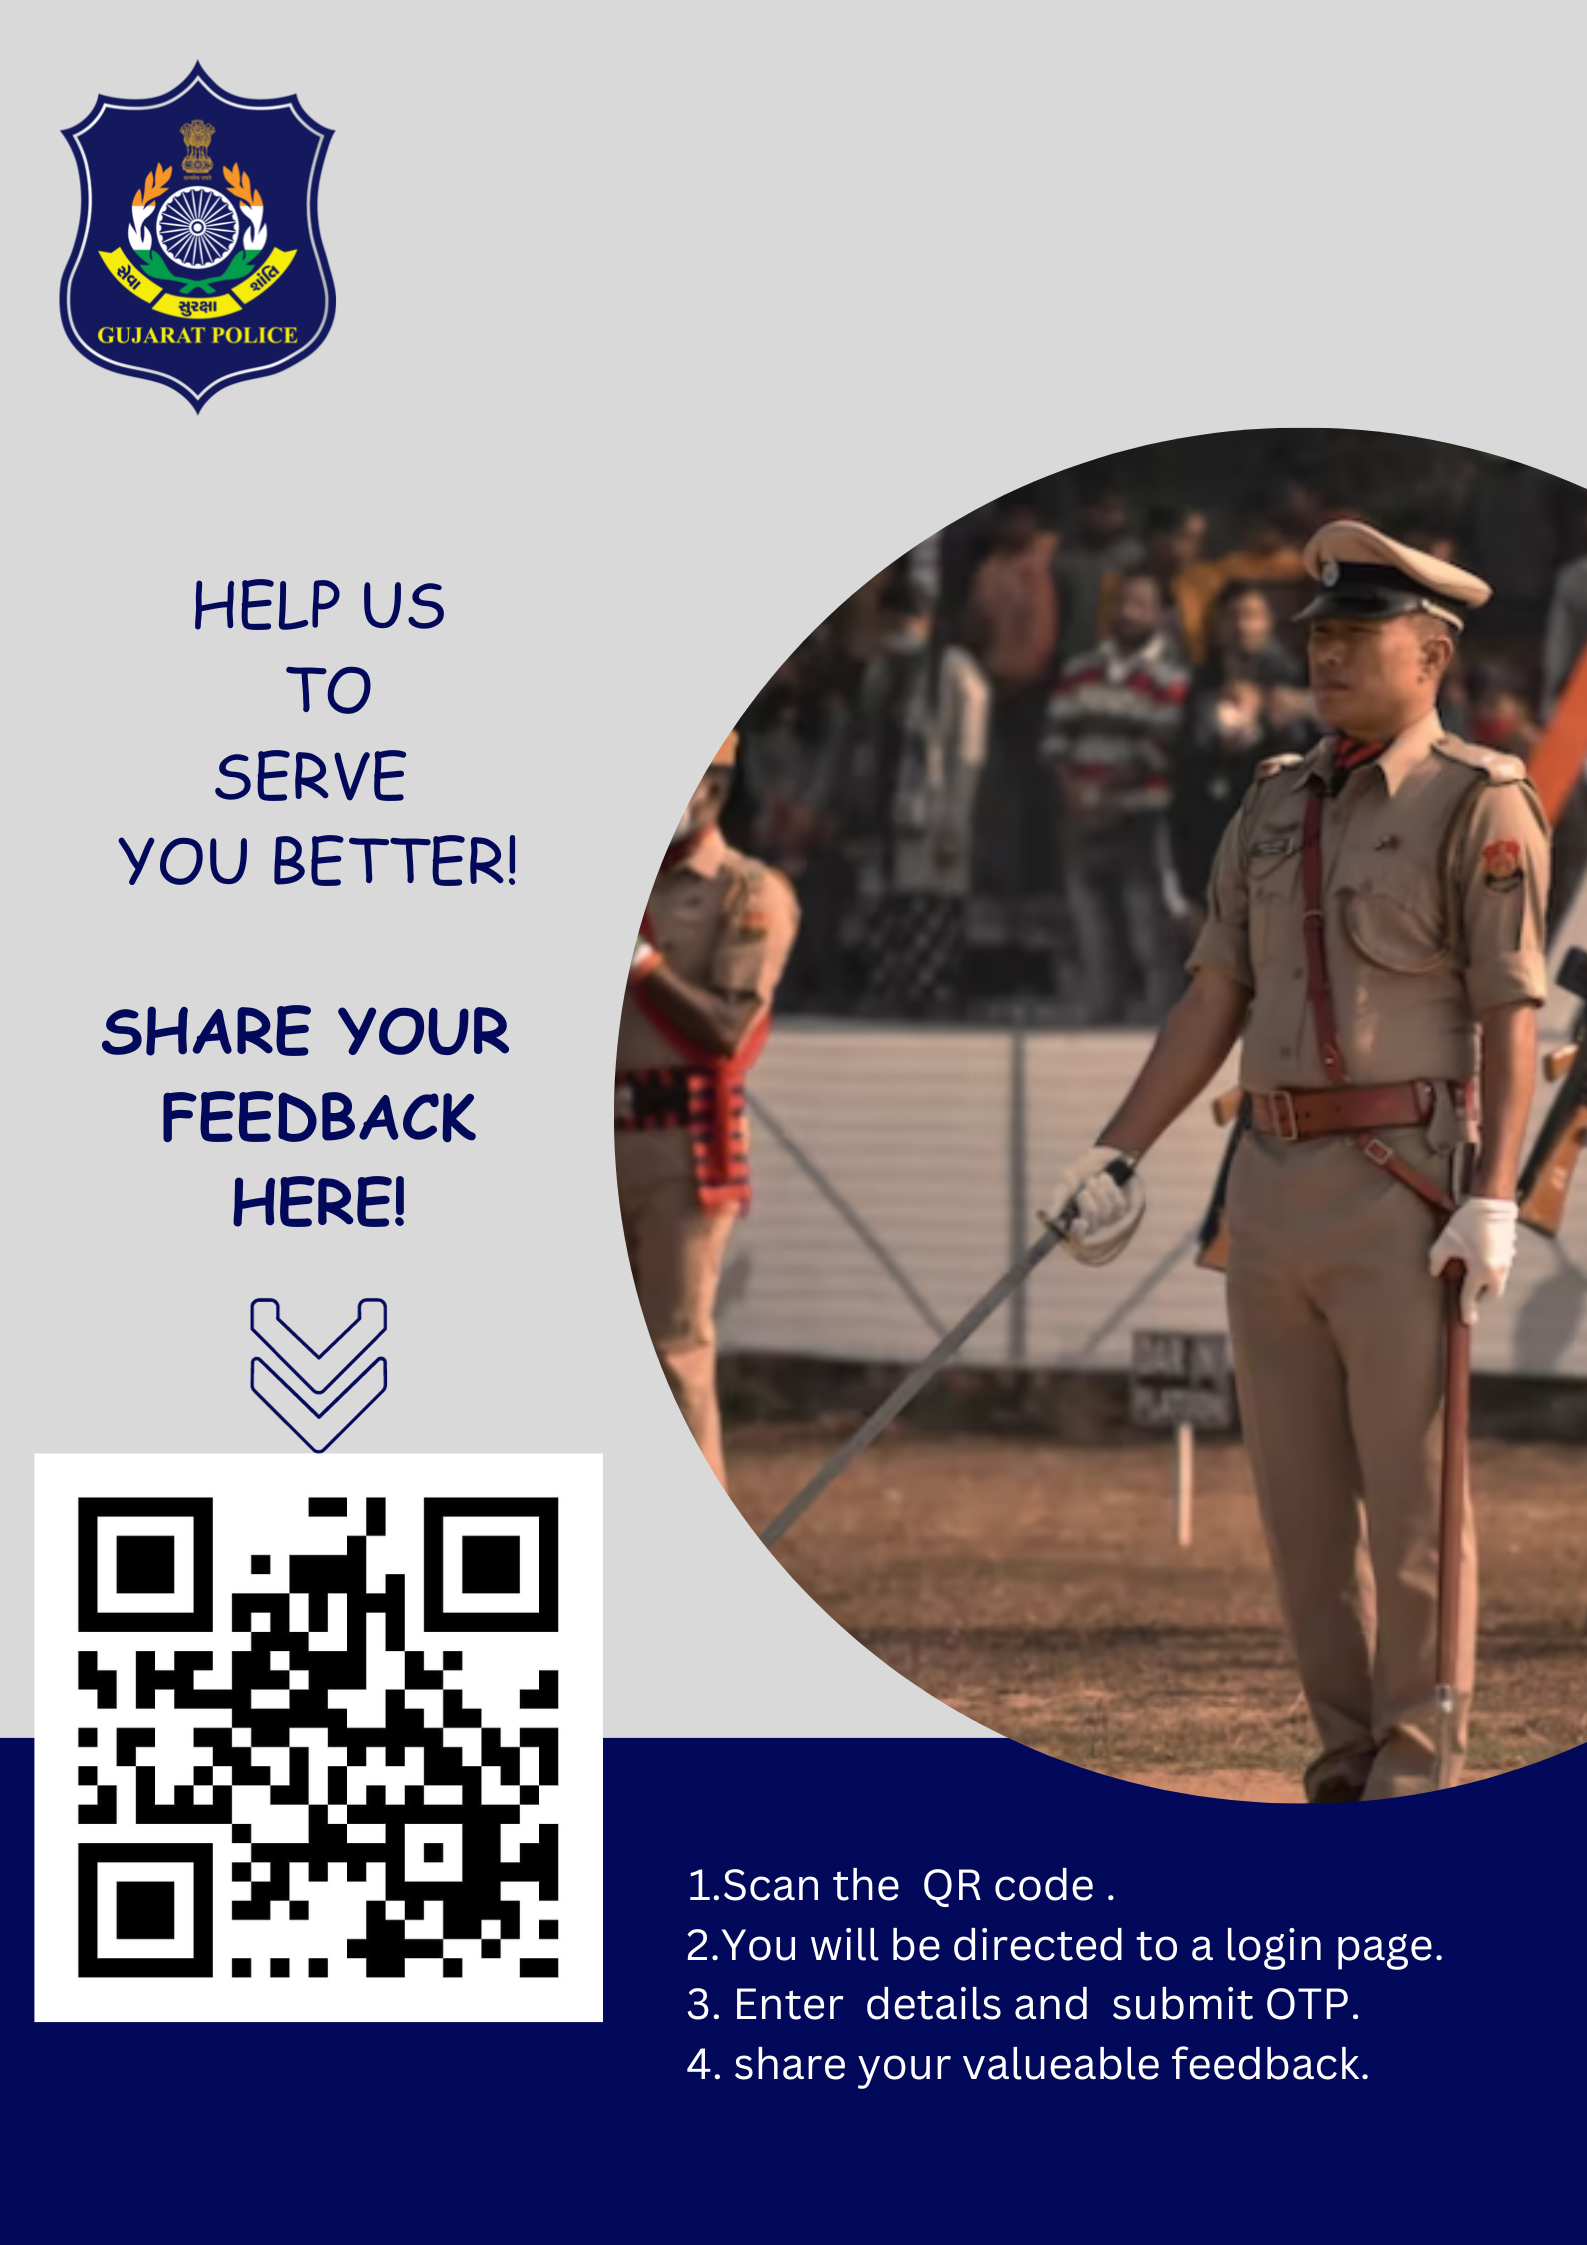 સેવા
સુરક્ષા
શાંતિ
GUJARAT POLICE
HELP US
TO
SERVE
YOU BETTER!
SHARE YOUR
FEEDBACK
HERE!
1.Scan the QR code .
2.You will be directed to a login page.
3. Enter details and submit OTP.
4. share your valueable feedback.